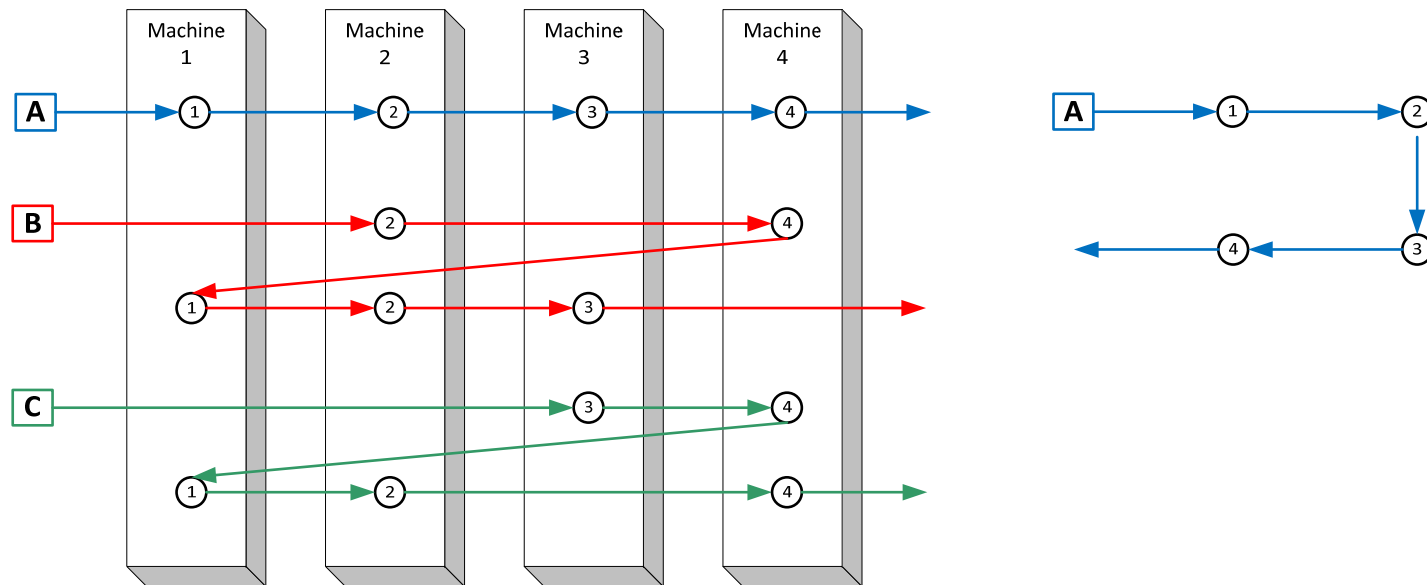 Machine 1
Machine 2
Machine 3
Machine 4
A 1 2 3 4
B 2 4
1 2 3
C 3 4
1 2 4
A 1 2
4 3